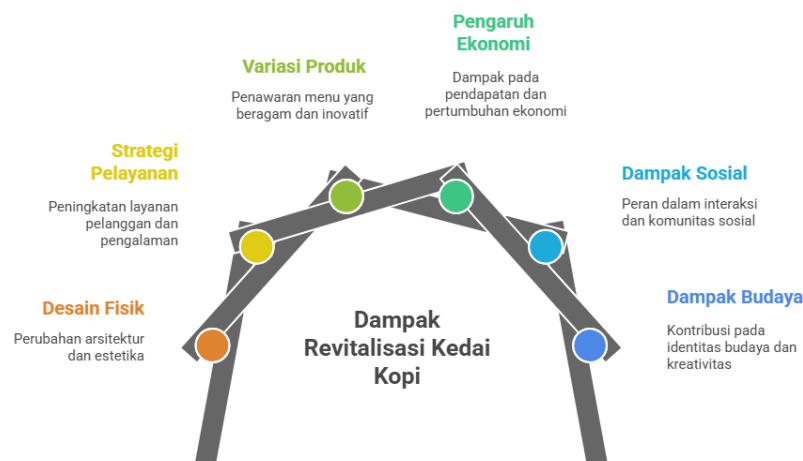 Pengaruh
Ekonomi
Dampak pada
pendapatan dan
pertumbuhan ekonomi
Variasi Produk
Penawaran menu yang
beragam dan inovatif
Strategi
Pelayanan
Peningkatan layanan
pelanggan dan
pengalaman
Dampak Sosial
Peran dalam interaksi
dan komunitas sosial
Desain Fisik
Perubahan arsitektur
dan estetika
Dampak Budaya
Kontribusi pada
identitas budaya dan
kreativitas
Dampak
Revitalisasi Kedai
Kopi